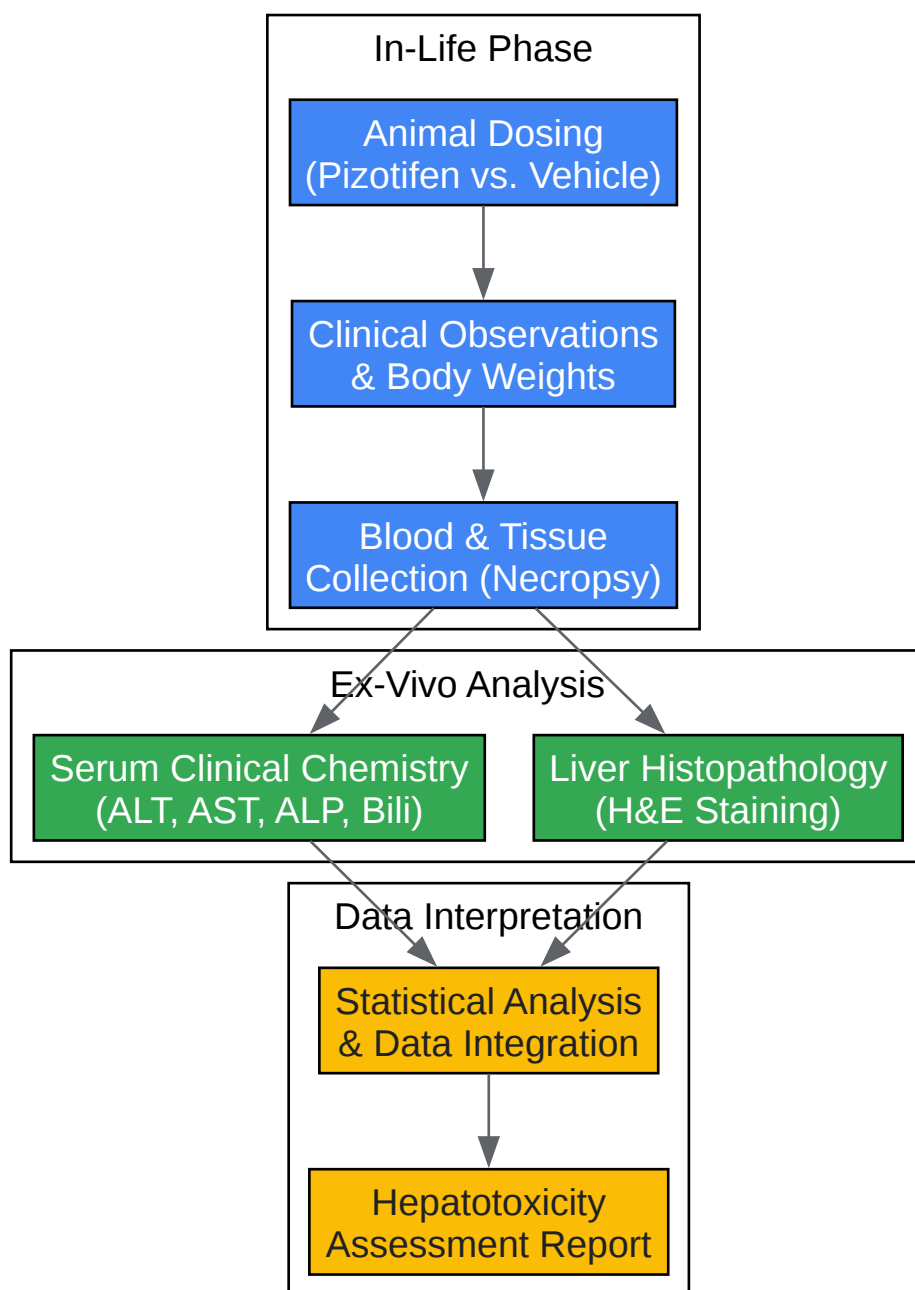 In-Life Phase
Animal Dosing
(Pizotifen vs. Vehicle)
Clinical Observations
& Body Weights
Blood & Tissue
Collection (Necropsy)
Ex-Vivo Analysis
Serum Clinical Chemistry
(ALT, AST, ALP, Bili)
Liver Histopathology
(H&E Staining)
Data Interpretation
Statistical Analysis
& Data Integration
Hepatotoxicity
Assessment Report